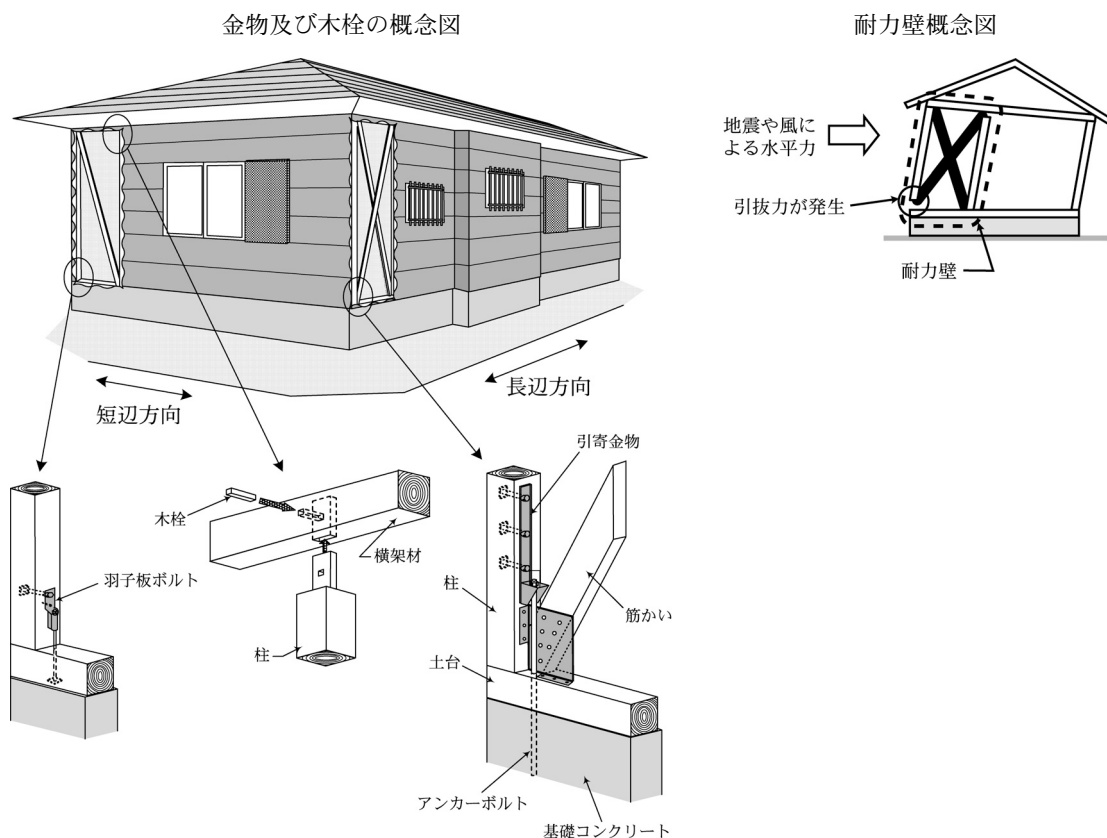 金物及び木栓の概念図
耐力壁概念図
地震や風に
よる水平力
引抜力が発生
耐力壁
短辺方向
長辺方向
引寄金物
木栓
横架材
羽子板ボルト
柱
筋かい
柱
土台
アンカーボルト
基礎コンクリート